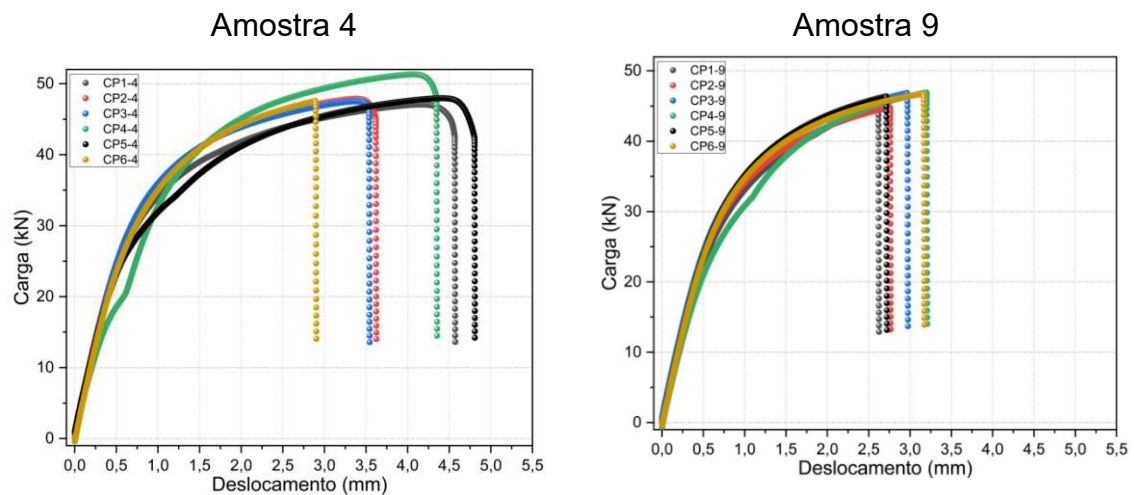 Amostra 4
Amostra 9
50
40
30
20
10
0
Carga (kN)
CP1-4
CP2-4
CP3-4
CP4-4
CP5-4
CP6-4
0,0 0,5 1,0 1,5 2,0 2,5 3,0 3,5 4,0 4,5 5,0 5,5
Deslocamento (mm)
50
40
30
20
10
0
Carga (kN)
CP1-9
CP2-9
CP3-9
CP4-9
CP5-9
CP6-9
0,0 0,5 1,0 1,5 2,0 2,5 3,0 3,5 4,0 4,5 5,0 5,5
Deslocamento (mm)